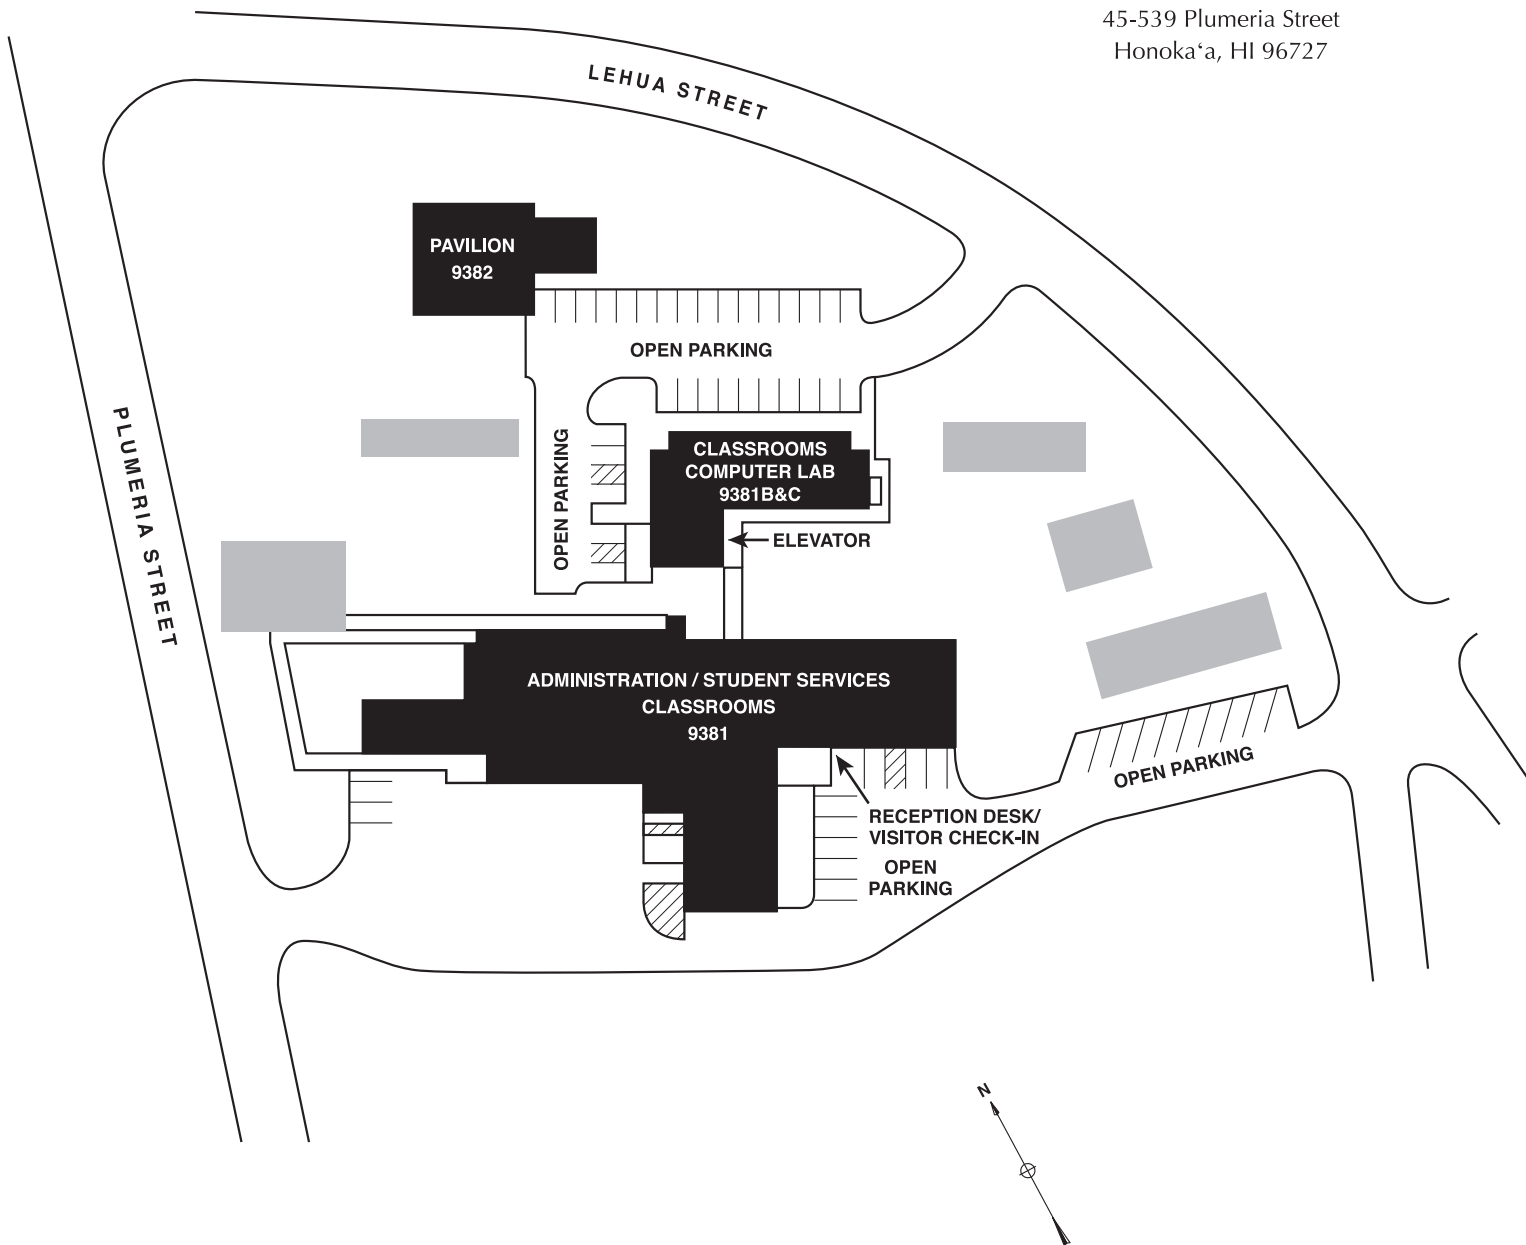 45-539 Plumeria Street
Honoka‘a, HI 96727
LEHUA STREET
PAVILION
9382
OPEN PARKING
PLUMERIA STREET
OPEN PARKING
CLASSROOMS
COMPUTER LAB
9381B&C
ELEVATOR
ADMINISTRATION / STUDENT SERVICES
CLASSROOMS
9381
OPEN PARKING
RECEPTION DESK/
VISITOR CHECK-IN
OPEN
PARKING
N